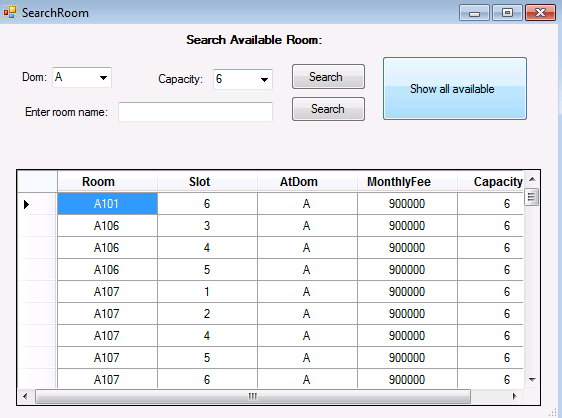 SearchRoom
Search Available Room:
Dom: A Capacity: 6 Search Show all available
Enter room name: Search
Room Slot AtDom MonthlyFee Capacity
A101 6 A 900000 6
A106 3 A 900000 6
A106 4 A 900000 6
A106 5 A 900000 6
A107 1 A 900000 6
A107 2 A 900000 6
A107 4 A 900000 6
A107 5 A 900000 6
A107 6 A 900000 6